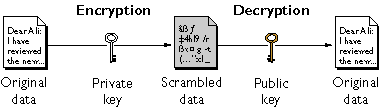 Encryption
Decryption
Dear Ali:
I have
reviewed
the new...
Dear Ali:
I have
reviewed
the new...
Original
data
Private
key
Scrambled
data
Public
key
Original
data